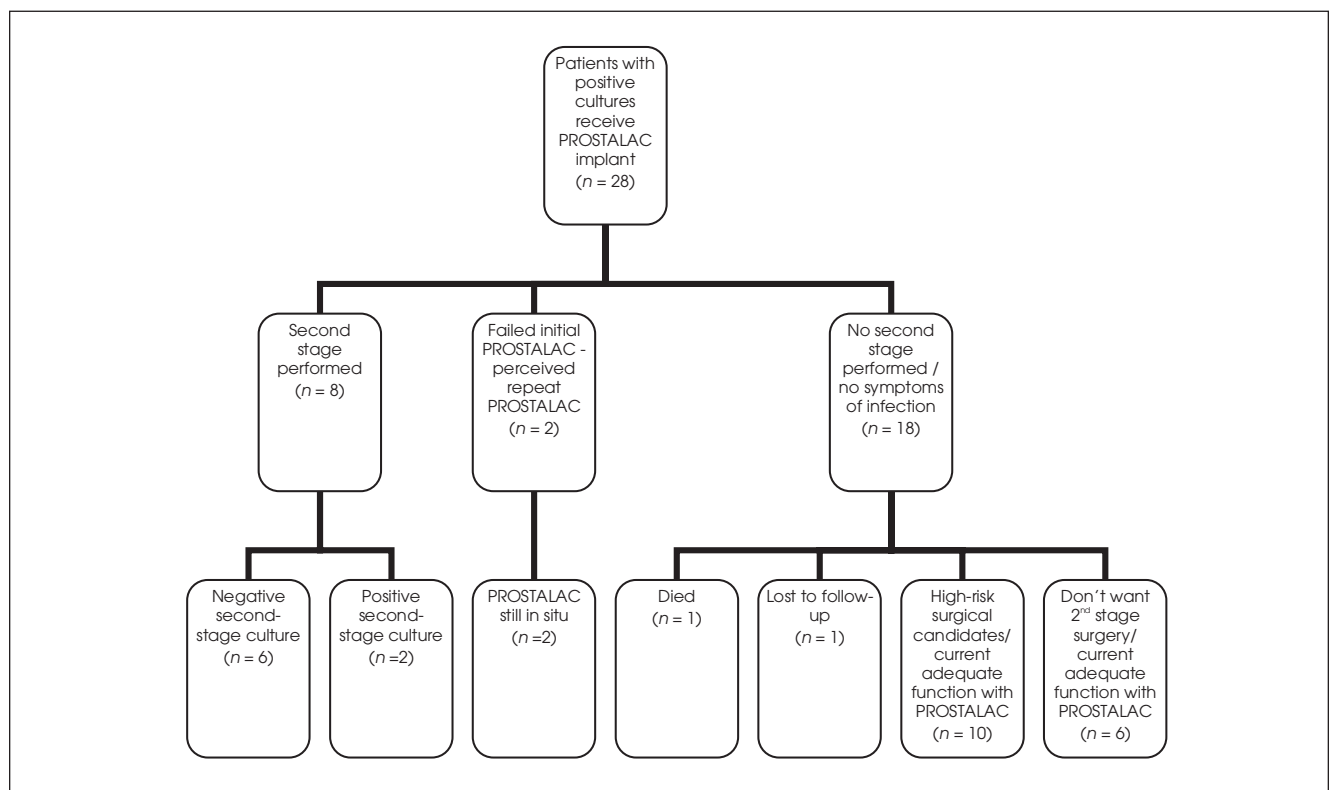 Patients with
positive
cultures
receive
PROSTALAC
implant
(n = 28)
Second
stage
performed
(n = 8)
Failed initial
PROSTALAC -
perceived
repeat
PROSTALAC
(n = 2)
No second
stage
performed /
no symptoms
of infection
(n = 18)
Negative
second-
stage culture
(n = 6)
Positive
second-
stage culture
(n =2)
PROSTALAC
still in situ
(n =2)
Died
(n = 1)
Lost to follow-
up
(n = 1)
High-risk
surgical
candidates/
current
adequate
function with
PROSTALAC
(n = 10)
Don't want
2nd stage
surgery/
current
adequate
function with
PROSTALAC
(n = 6)